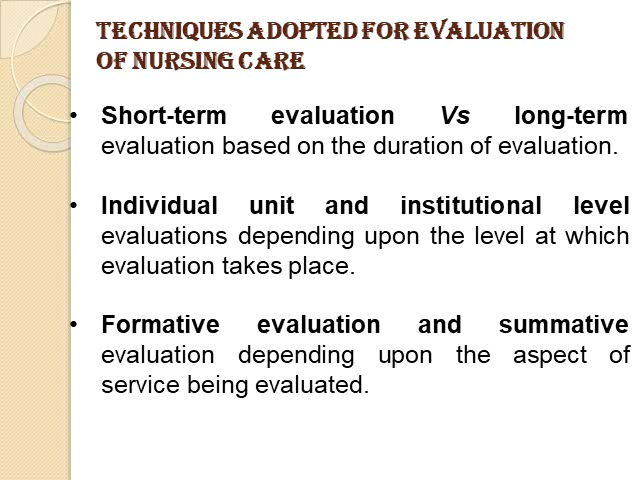 TECHNIQUES ADOPTED FOR EVALUATION
OF NURSING CARE
• Short-term evaluation Vs long-term
evaluation based on the duration of evaluation.
• Individual unit and institutional level
evaluations depending upon the level at which
evaluation takes place.
• Formative evaluation and summative
evaluation depending upon the aspect of
service being evaluated.